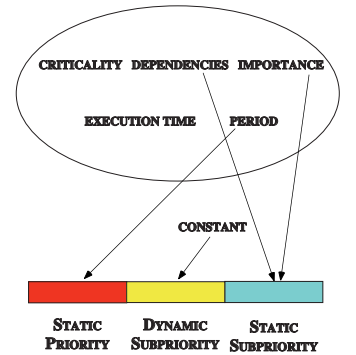 CRITICALITY DEPENDENCIES IMPORTANCE
EXECUTION TIME PERIOD
CONSTANT
STATIC PRIORITY
DYNAMIC SUBPRIORITY
STATIC SUBPRIORITY